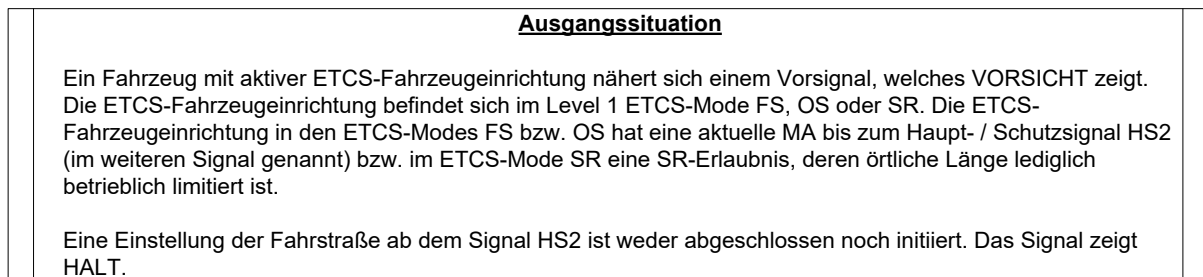 Ausgangssituation
Ein Fahrzeug mit aktiver ETCS-Fahrzeugeinrichtung nähert sich einem Vorsignal, welches VORSICHT zeigt.
Die ETCS-Fahrzeugeinrichtung befindet sich im Level 1 ETCS-Mode FS, OS oder SR. Die ETCS-
Fahrzeugeinrichtung in den ETCS-Modes FS bzw. OS hat eine aktuelle MA bis zum Haupt- / Schutzsignal HS2
(im weiteren Signal genannt) bzw. im ETCS-Mode SR eine SR-Erlaubnis, deren örtliche Länge lediglich
betrieblich limitiert ist.
Eine Einstellung der Fahrstraße ab dem Signal HS2 ist weder abgeschlossen noch initiiert. Das Signal zeigt
HALT.